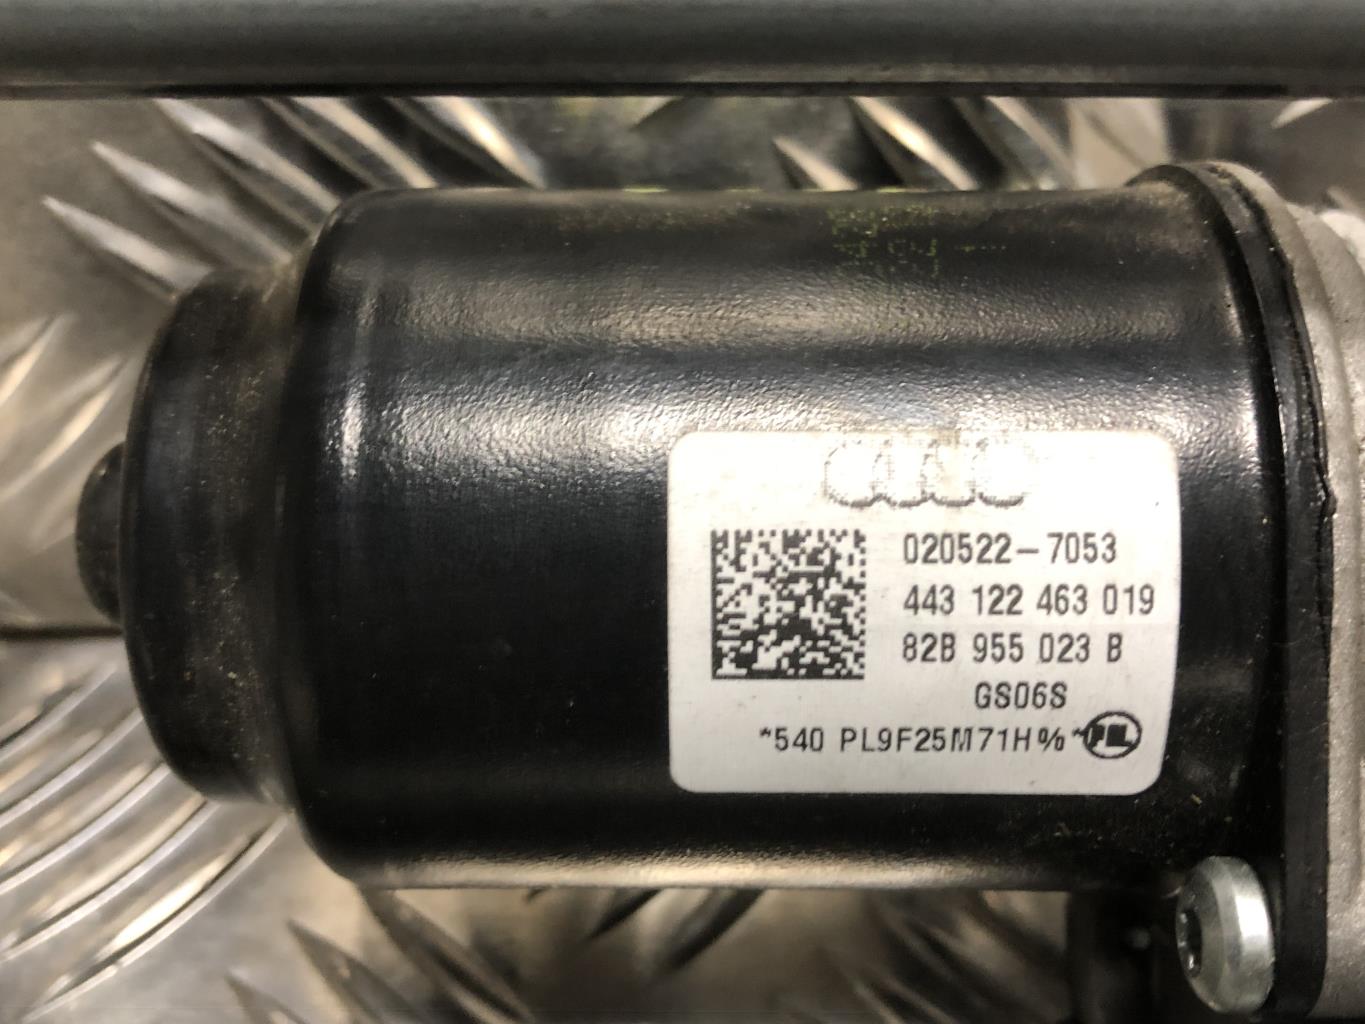 020522-7053
443 122 463 019
82B 955 023 B
GS06S
*540 PL9F25M71H%*